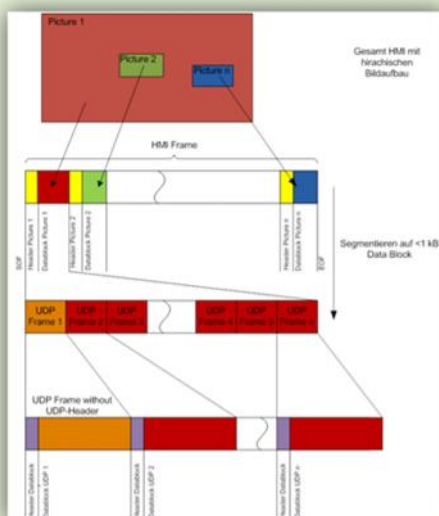 Picture 1
Gesamt HMI mit
hirachischen
Bildaufbau
Picture 2
Picture n
HMI Frame
SOF
Header Picture 1
Datablock Picture 1
Header Picture 2
Datablock Picture 2
Header Picture n
Datablock Picture n
EOF
Segmentieren auf <1 kB
Data Block
UDP
Frame 1
UDP
Frame 2
UDP
Frame 3
UDP
Frame 4
UDP
Frame 5
UDP
Frame n
UDP Frame without
UDP-Header
Header Datablock
Datablock UDP 1
Header Datablock
Datablock UDP 2
Header Datablock
Datablock UDP n